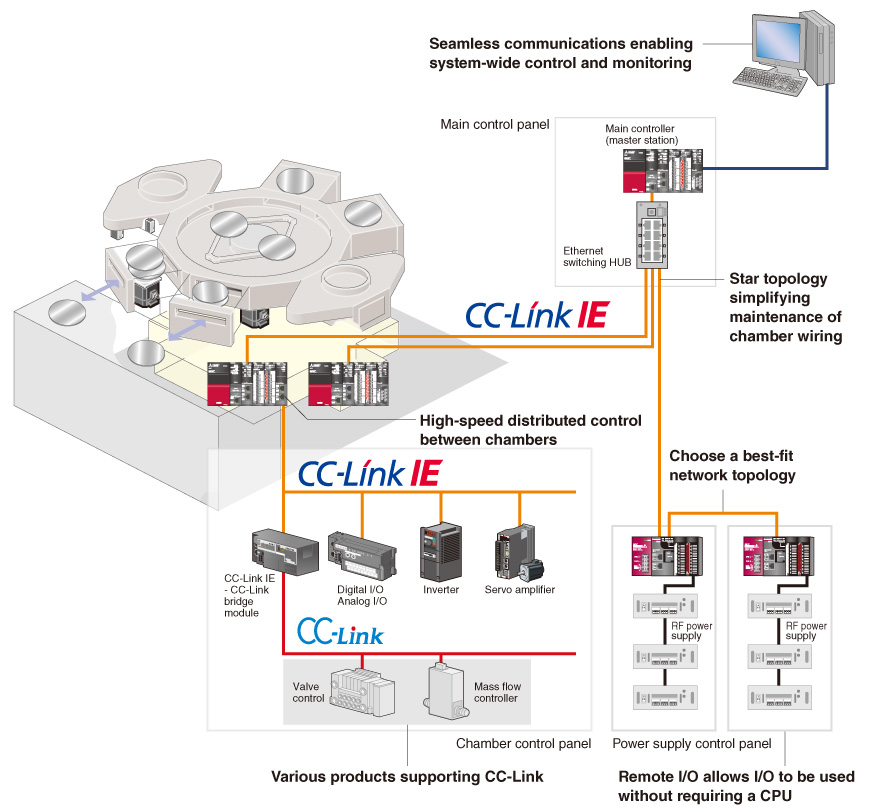 Seamless communications enabling
system-wide control and monitoring
Main control panel
Main controller
(master station)
Ethernet
switching HUB
Star topology
simplifying
maintenance of
chamber wiring
CC-Link IE
High-speed distributed control
between chambers
Choose a best-fit
network topology
CC-Link IE
CC-Link IE
- CC-Link
bridge
module
Digital I/O
Analog I/O
Inverter
Servo amplifier
CC-Link
RF power
supply
RF power
supply
Valve
control
Mass flow
controller
Chamber control panel
Power supply control panel
Various products supporting CC-Link
Remote I/O allows I/O to be used
without requiring a CPU